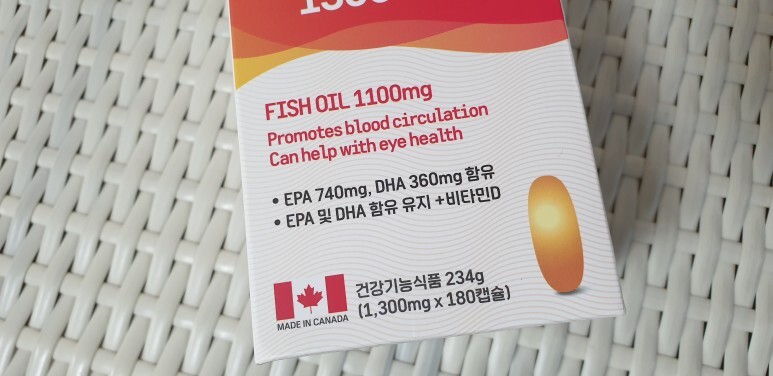 FISH OIL 1100mg
Promotes blood circulation
Can help with eye health
• EPA 740mg, DHA 360mg 함유
• EPA 및 DHA 함유 유지 +비타민D
MADE IN CANADA
건강기능식품 234g
(1,300mg x 180캡슐)